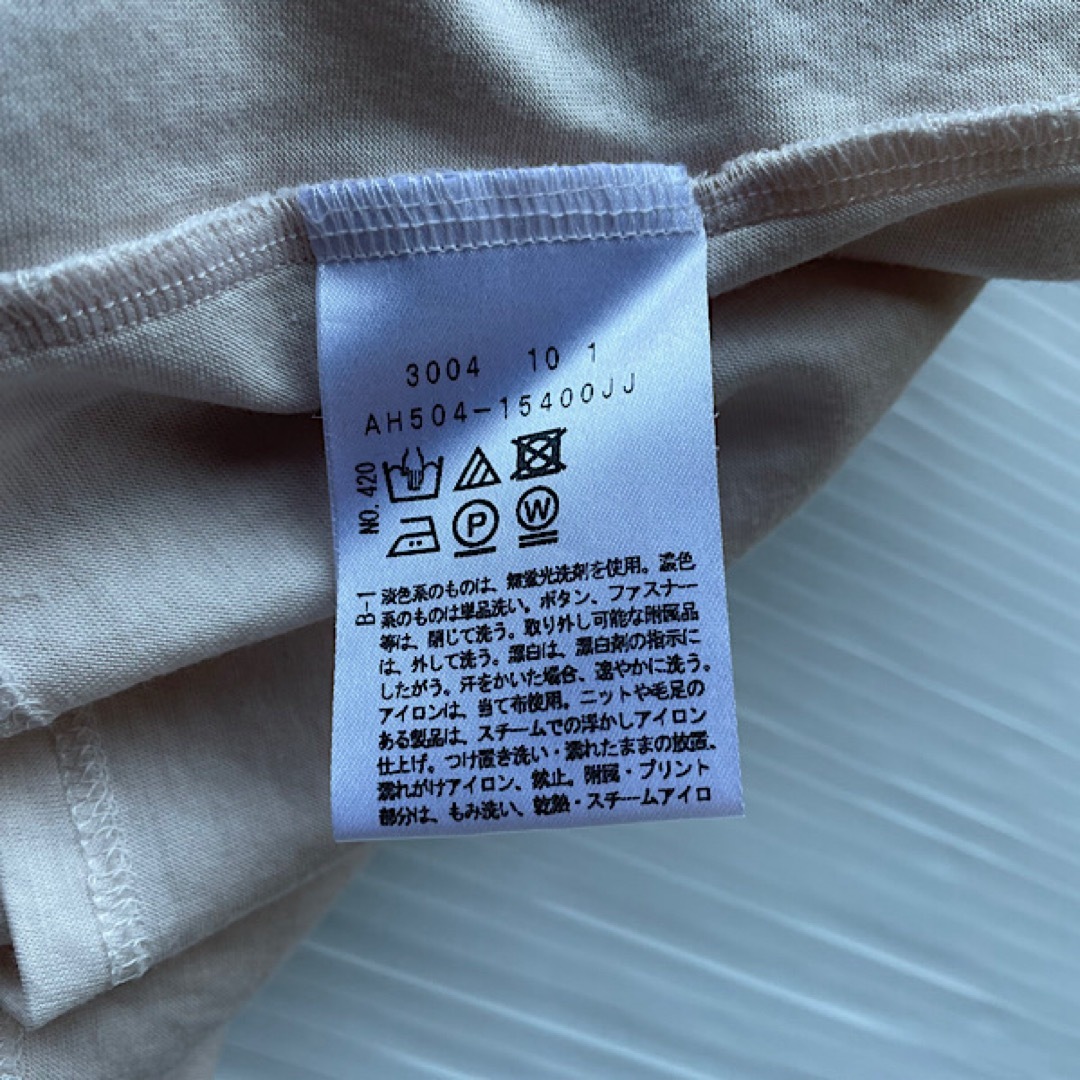 3004 10 1
AH504-15400JJ
NO. 420
P W
B-1
淡色系のものは、無蛍光洗剤を使用。濃色
系のものは単品洗い。ボタン、ファスナー
等は、閉じて洗う。取り外し可能な附属品
は、外して洗う。漂白は、漂白剤の指示に
したがう。汗をかいた場合、速やかに洗う。
アイロンは、当て布使用。ニットや毛足の
ある製品は、スチームでの浮かしアイロン
仕上げ。つけ置き洗い・濡れたままの放置、
濡れがけアイロン、禁止。附属・プリント
部分は、もみ洗い、乾熱・スチームアイロ